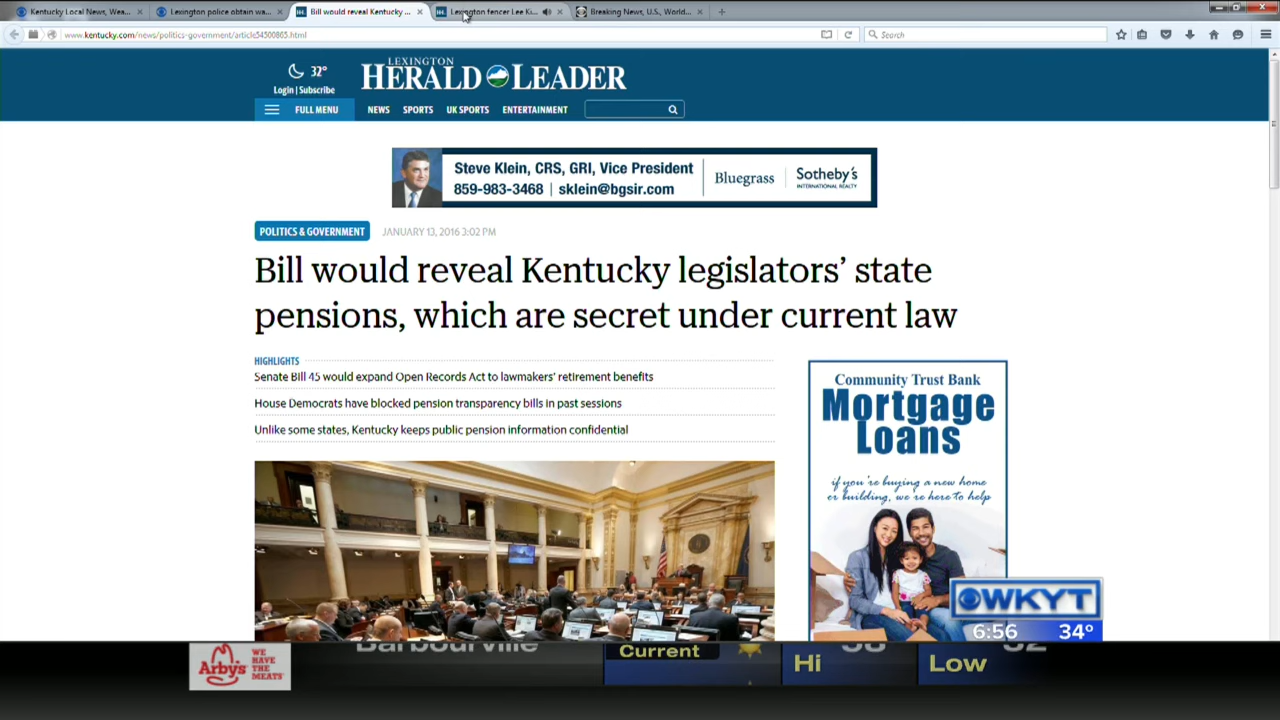 Kentucky Local News, Wea...
Lexington police obtain wa...
Bill would reveal Kentucky ...
Lexington fencer Lee Ki...
Breaking News, U.S., World...
www.kentucky.com/news/politics-government/article54500865.html
Search
32°
Login | Subscribe
LEXINGTON
HERALD LEADER
FULL MENU
NEWS
SPORTS
UK SPORTS
ENTERTAINMENT
Steve Klein, CRS, GRI, Vice President
859-983-3468 | sklein@bgsir.com
Bluegrass
Sotheby's
INTERNATIONAL REALTY
POLITICS & GOVERNMENT
JANUARY 13, 2016 3:02 PM
Bill would reveal Kentucky legislators’ state
pensions, which are secret under current law
HIGHLIGHTS
Senate Bill 45 would expand Open Records Act to lawmakers’ retirement benefits
House Democrats have blocked pension transparency bills in past sessions
Unlike some states, Kentucky keeps public pension information confidential
Community Trust Bank
Mortgage
Loans
if you're buying a new home
or building, we're here to help
WKYT
6:56 34°
Arby's
WE HAVE THE MEATS
Barbourville
Current
Hi
Low